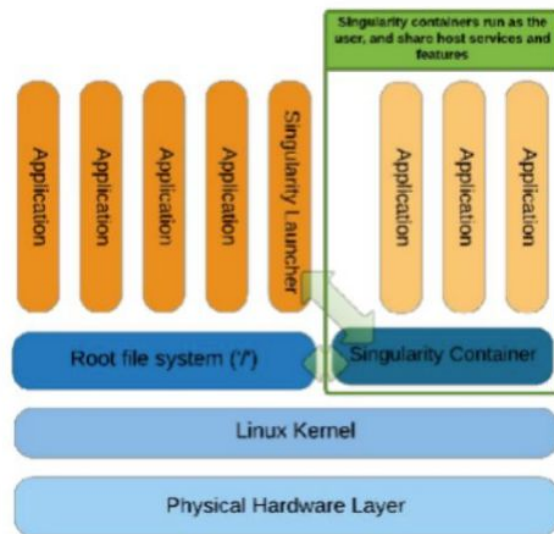 Singularity containers run as the
user, and share host services and
features
Application
Application
Application
Application
Singularity Launcher
Application
Application
Application
Root file system ('/')
Singularity Container
Linux Kernel
Physical Hardware Layer